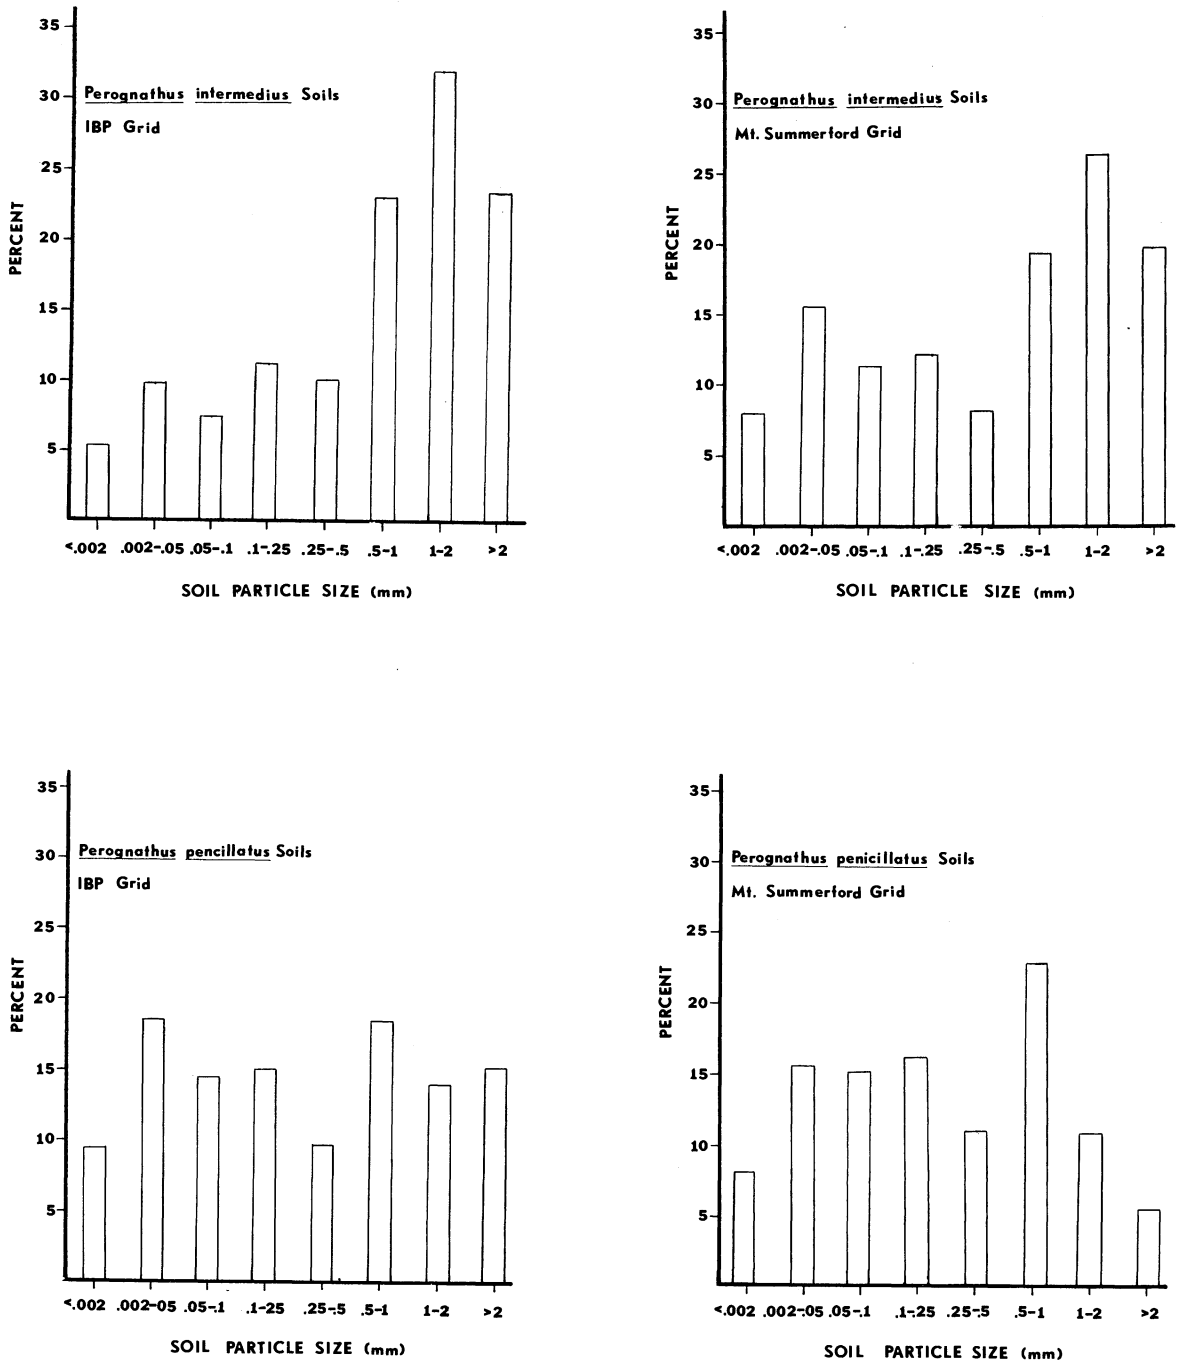 35
30
25
20
15
10
5
PERCENT
Perognathus intermedius Soils
IBP Grid
<.002 .002-.05 .05-.1 .1-.25 .25-.5 .5-1 1-2 >2
SOIL PARTICLE SIZE (mm)
35
30
25
20
15
10
5
PERCENT
Perognathus intermedius Soils
Mt. Summerford Grid
<.002 .002-.05 .05-.1 .1-.25 .25-.5 .5-1 1-2 >2
SOIL PARTICLE SIZE (mm)
35
30
25
20
15
10
5
PERCENT
Perognathus pencillatus Soils
IBP Grid
<.002 .002-05 .05-.1 .1-25 .25-.5 .5-1 1-2 >2
SOIL PARTICLE SIZE (mm)
35
30
25
20
15
10
5
PERCENT
Perognathus penicillatus Soils
Mt. Summerford Grid
<.002 .002-.05 .05-.1 .1-.25 .25-.5 .5-1 1-2 >2
SOIL PARTICLE SIZE (mm)